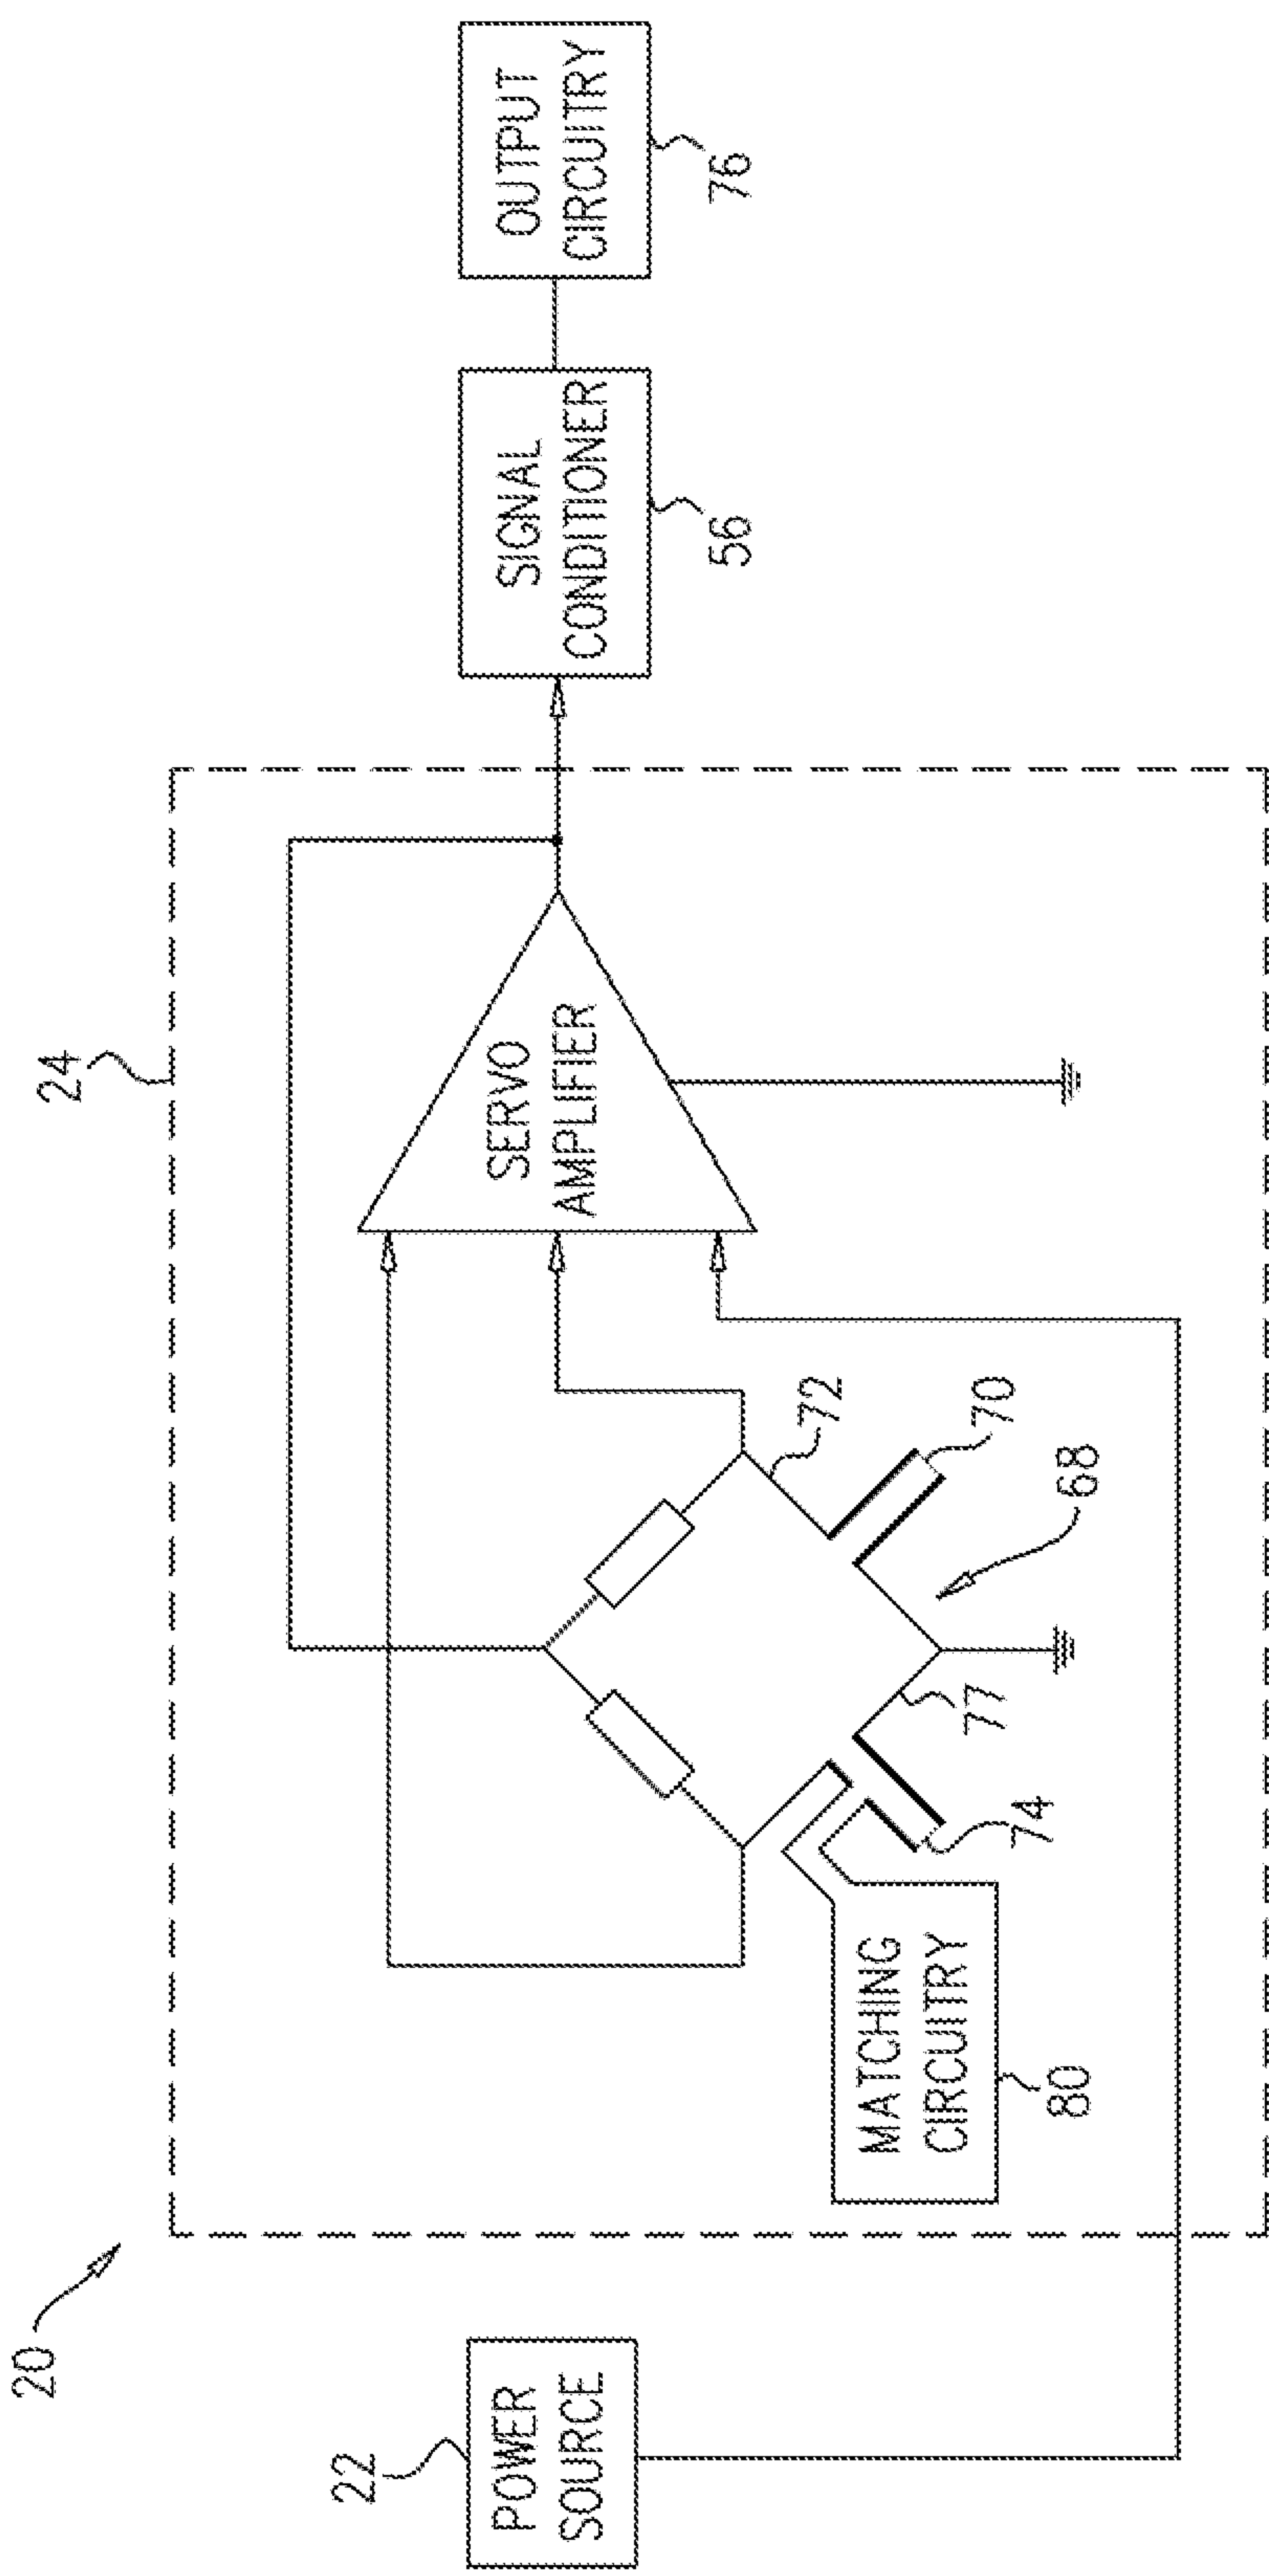 20
22
POWER
SOURCE
24
SERVO
AMPLIFIER
SIGNAL
CONDITIONER
56
OUTPUT
CIRCUITRY
76
72
70
68
77
74
MATCHING
CIRCUITRY
80